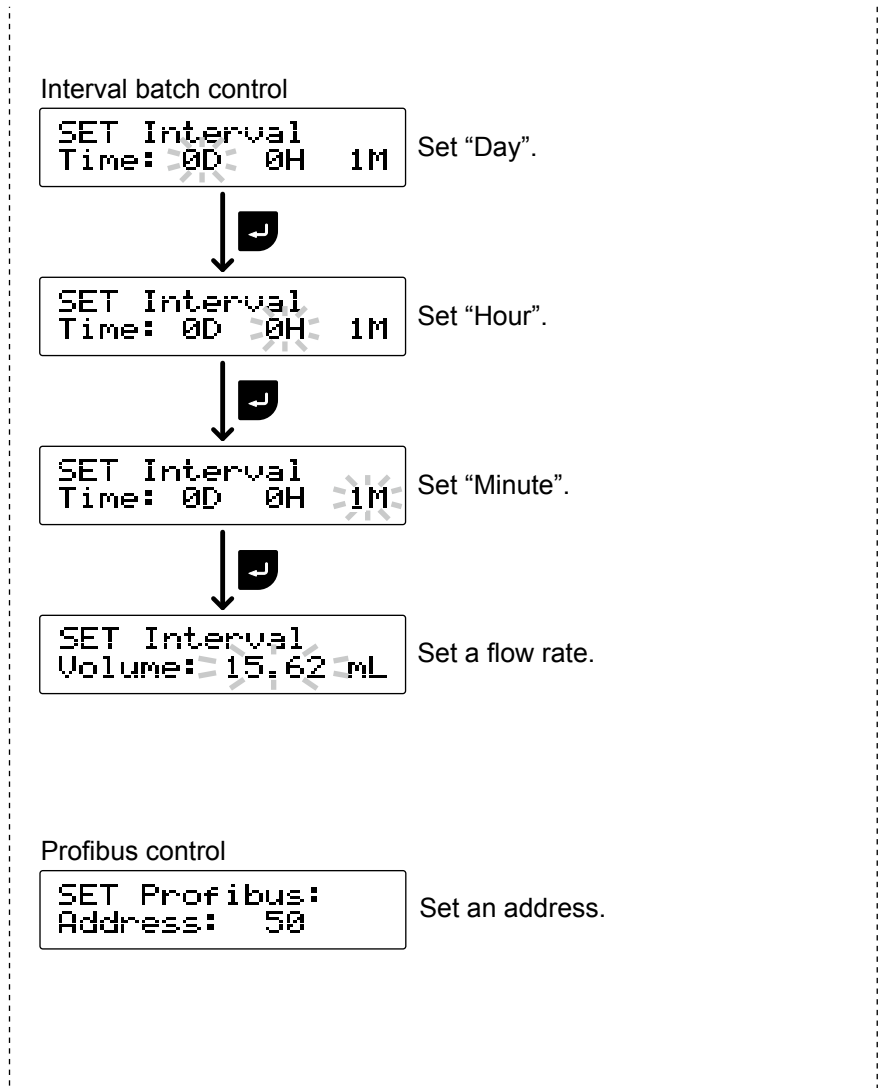 Interval batch control
SET Interval
Time: 0D 0H 1M
Set “Day”.
SET Interval
Time: 0D 0H 1M
Set “Hour”.
SET Interval
Time: 0D 0H 1M
Set “Minute”.
SET Interval
Volume: 15.62 mL
Set a flow rate.
Profibus control
SET Profibus:
Address: 50
Set an address.